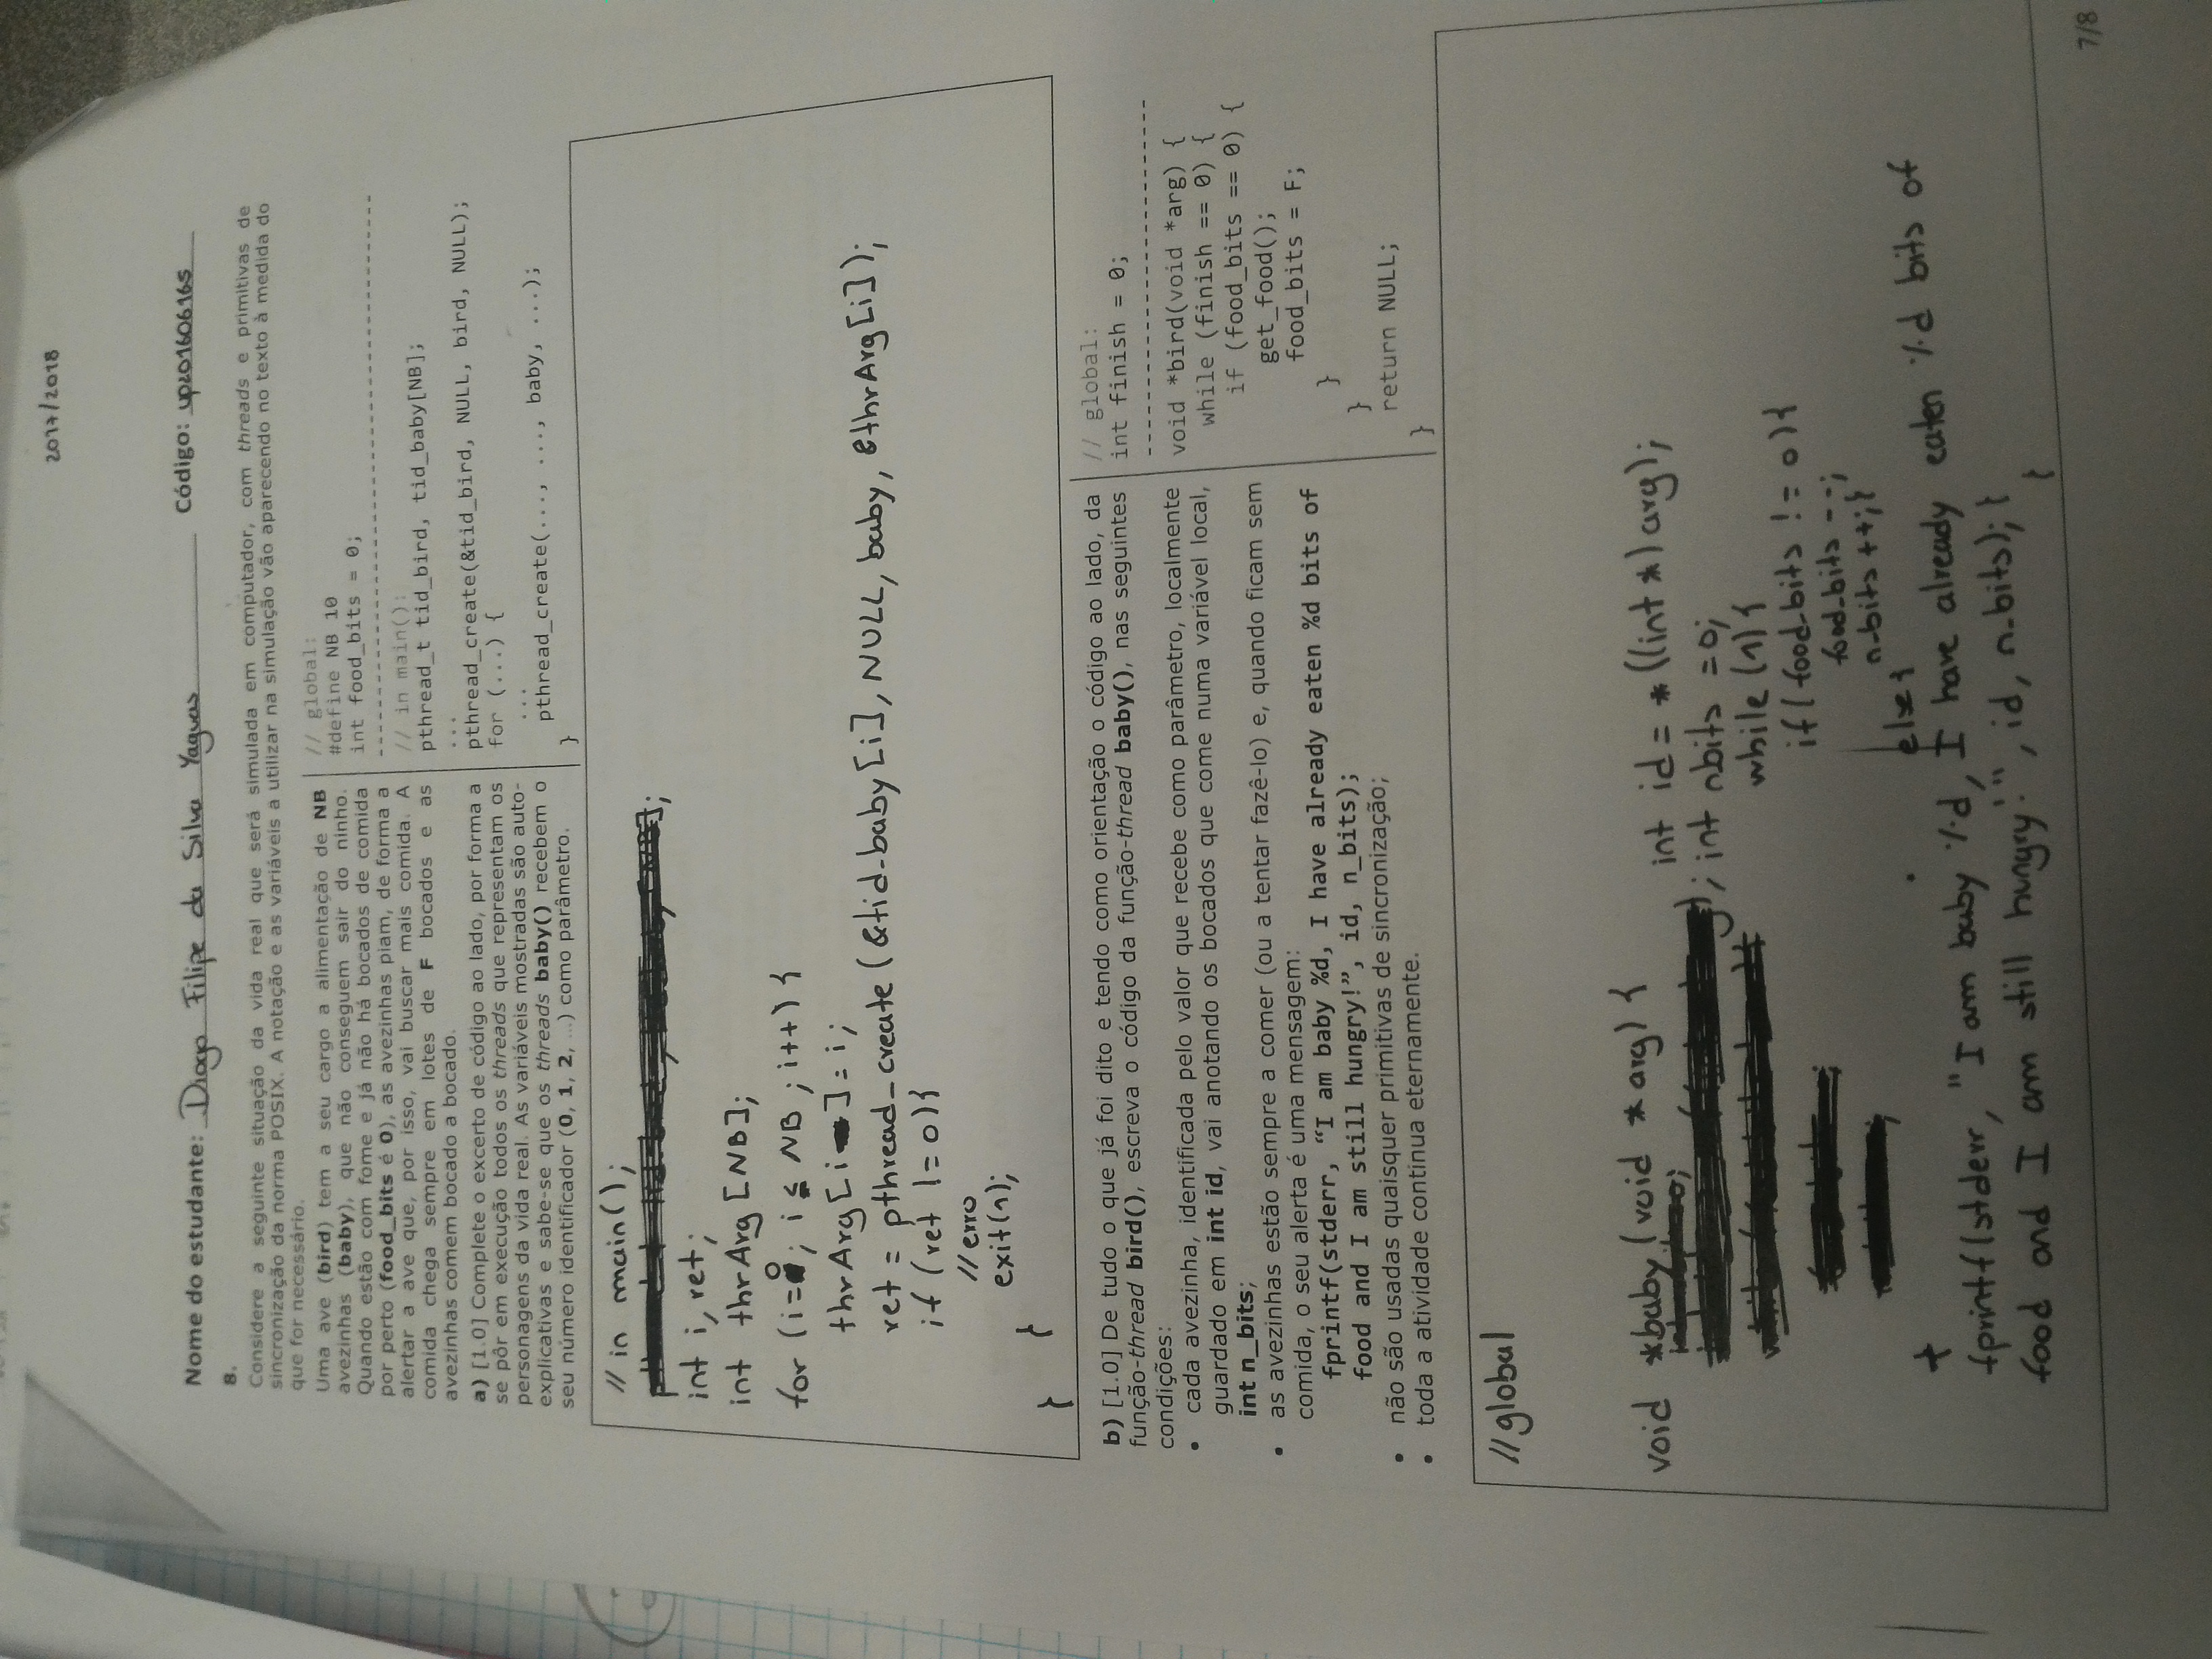 2017/2018
Nome do estudante: Diogo Filipe da Silva Yaguas Código: up201606165
8.
Considere a seguinte situação da vida real que será simulada em computador, com threads e primitivas de
sincronização da norma POSIX. A notação e as variáveis a utilizar na simulação vão aparecendo no texto à medida do
que for necessário.
Uma ave (bird) tem a seu cargo a alimentação de NB
avezinhas (baby), que não conseguem sair do ninho.
Quando estão com fome e já não há bocados de comida
por perto (food_bits é 0), as avezinhas piam, de forma a
alertar a ave que, por isso, vai buscar mais comida. A
comida chega sempre em lotes de F bocados e as
avezinhas comem bocado a bocado.
a) [1.0] Complete o excerto de código ao lado, por forma a
se pôr em execução todos os threads que representam os
personagens da vida real. As variáveis mostradas são auto-
explicativas e sabe-se que os threads baby() recebem o
seu número identificador (0, 1, 2, ...) como parâmetro.
// global:
#define NB 10
int food_bits = 0;
// in main():
pthread_t tid_bird, tid_baby[NB];
...
pthread_create(&tid_bird, NULL, bird, NULL);
for (...) {
...
pthread_create(..., ..., baby, ...);
}
// in main();
int i, ret;
int thrArg [NB];
for (i=0; i ≤ NB ; i++) {
thrArg[i] = i;
ret = pthread_create (&tid_baby[i], NULL, baby, &thrArg[i]);
if (ret != 0){
// erro
exit(1);
}
}
b) [1.0] De tudo o que já foi dito e tendo como orientação o código ao lado, da
função-thread bird(), escreva o código da função-thread baby(), nas seguintes
condições:
• cada avezinha, identificada pelo valor que recebe como parâmetro, localmente
guardado em int id, vai anotando os bocados que come numa variável local,
int n_bits;
• as avezinhas estão sempre a comer (ou a tentar fazê-lo) e, quando ficam sem
comida, o seu alerta é uma mensagem:
fprintf(stderr, “I am baby %d, I have already eaten %d bits of
food and I am still hungry!”, id, n_bits);
• não são usadas quaisquer primitivas de sincronização;
• toda a atividade continua eternamente.
// global:
int finish = 0;
void *bird(void *arg) {
while (finish == 0) {
if (food_bits == 0) {
get_food();
food_bits = F;
}
}
return NULL;
}
//global
void *baby (void * arg) {
int id = * ((int *) arg);
int nbits = 0;
while (1) {
if ( food_bits != 0 ) {
food_bits --;
n_bits ++; }
else {
fprintf(stderr, "I am baby %d, I have already eaten %d bits of
food and I am still hungry!", id, n_bits); }
}
7/8